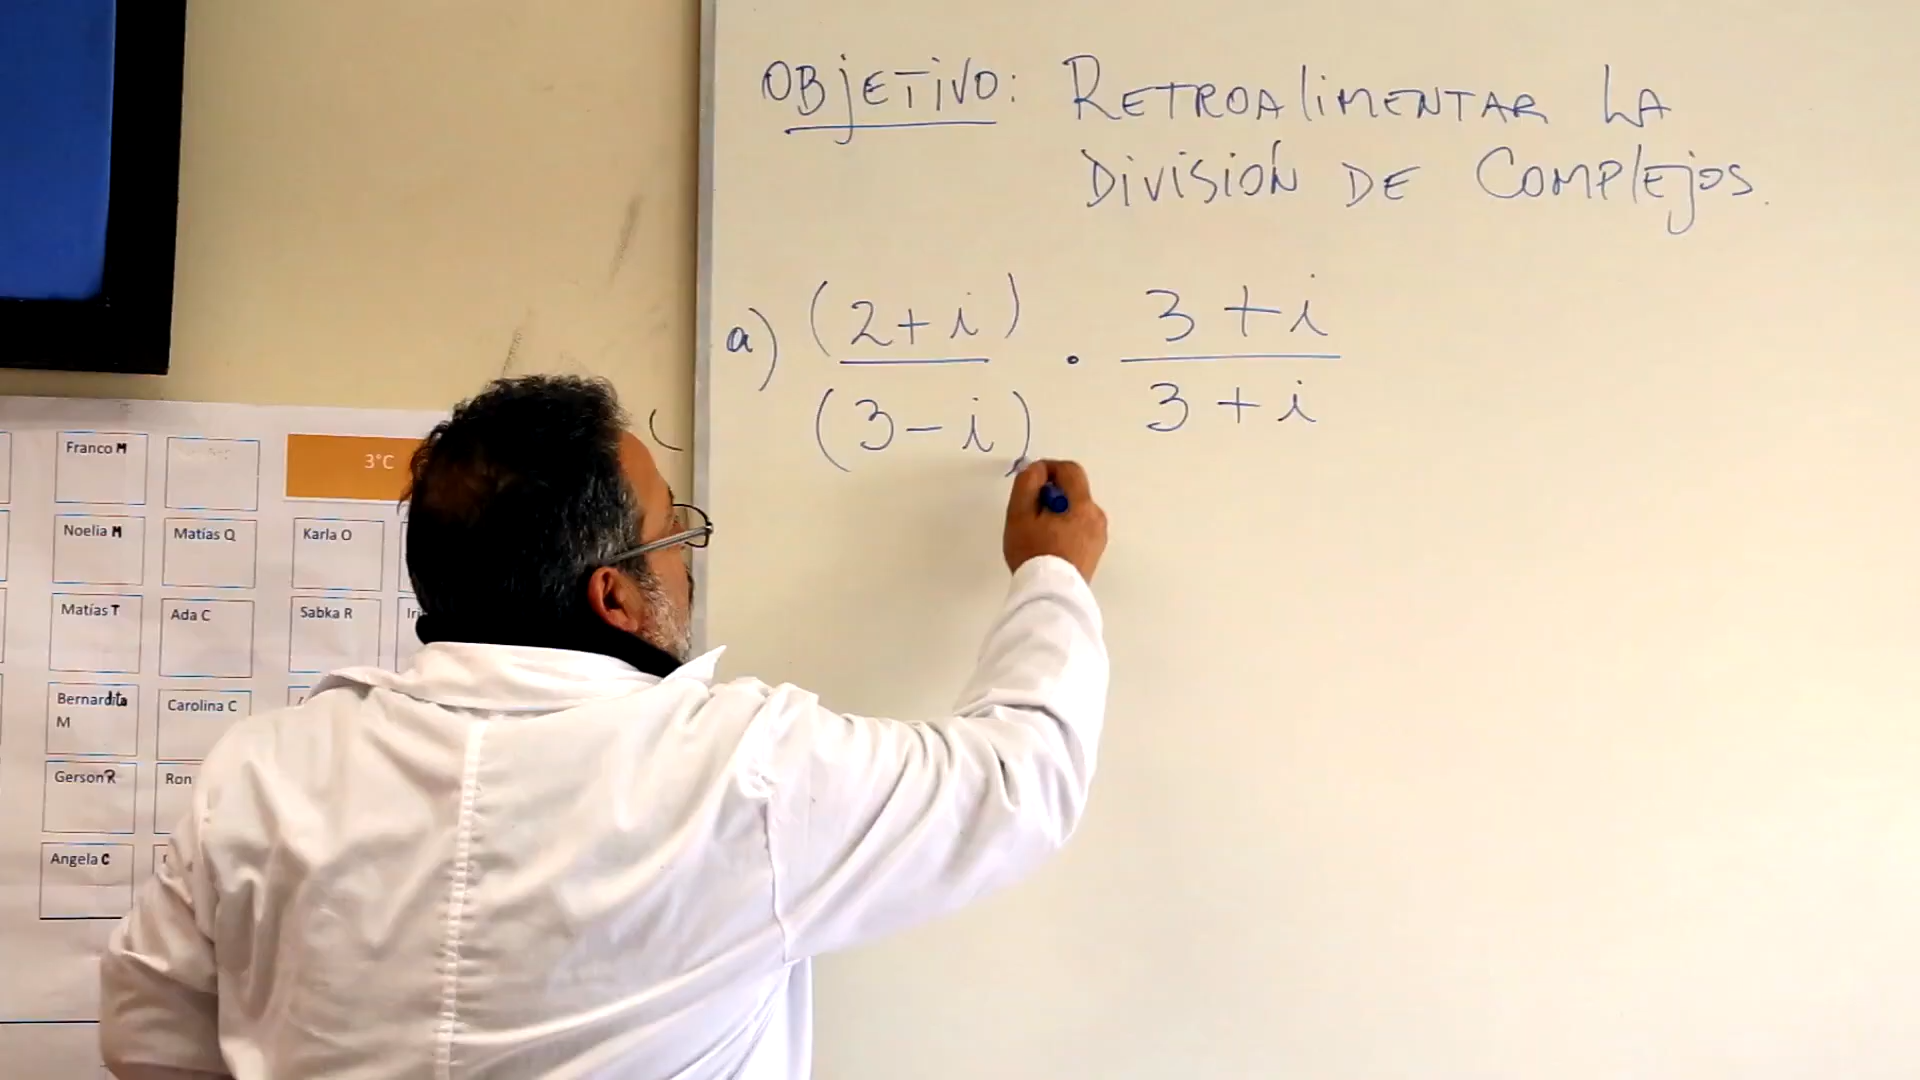 OBJETIVO: RETROALIMENTAR LA
DIVISIÓN DE COMPLEJOS.
a) (2+i) · 3+i
(3-i) 3+i
Franco M
3°C
Noelia M
Matías Q
Karla O
Matías T
Ada C
Sabka R
Bernardita M
Carolina C
Gerson R
Angela C